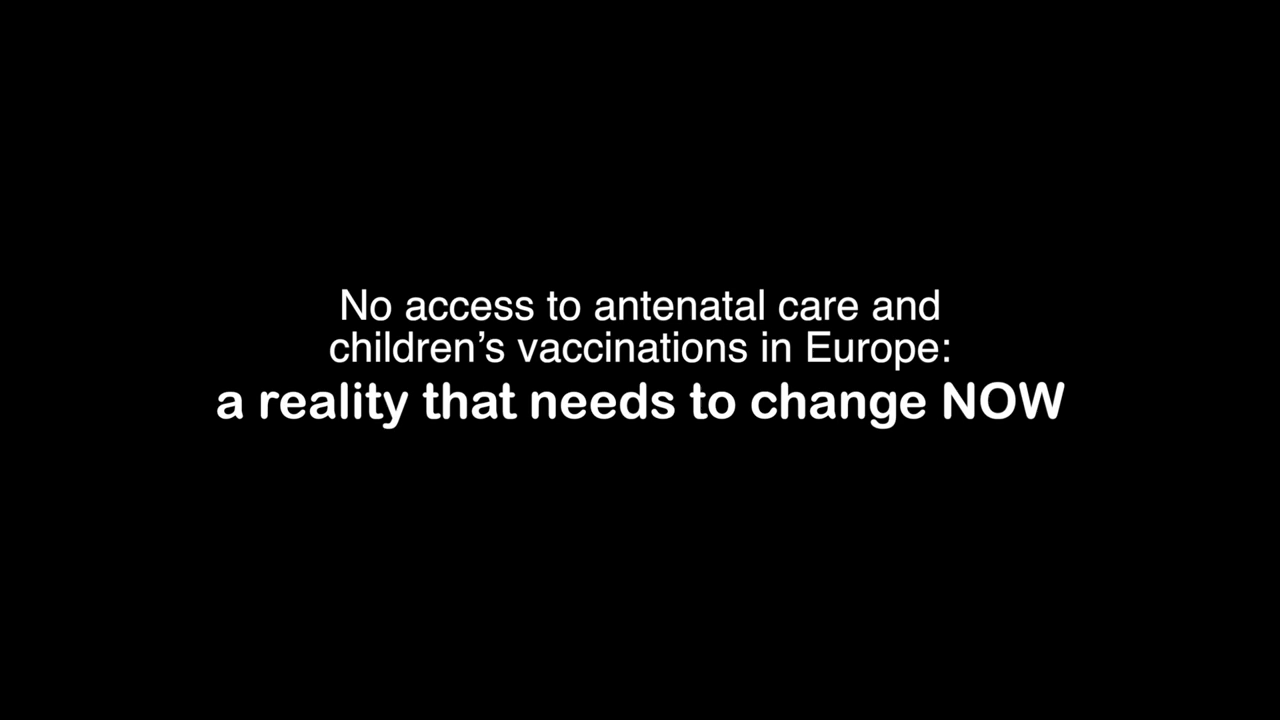 No access to antenatal care and
children’s vaccinations in Europe:
a reality that needs to change NOW